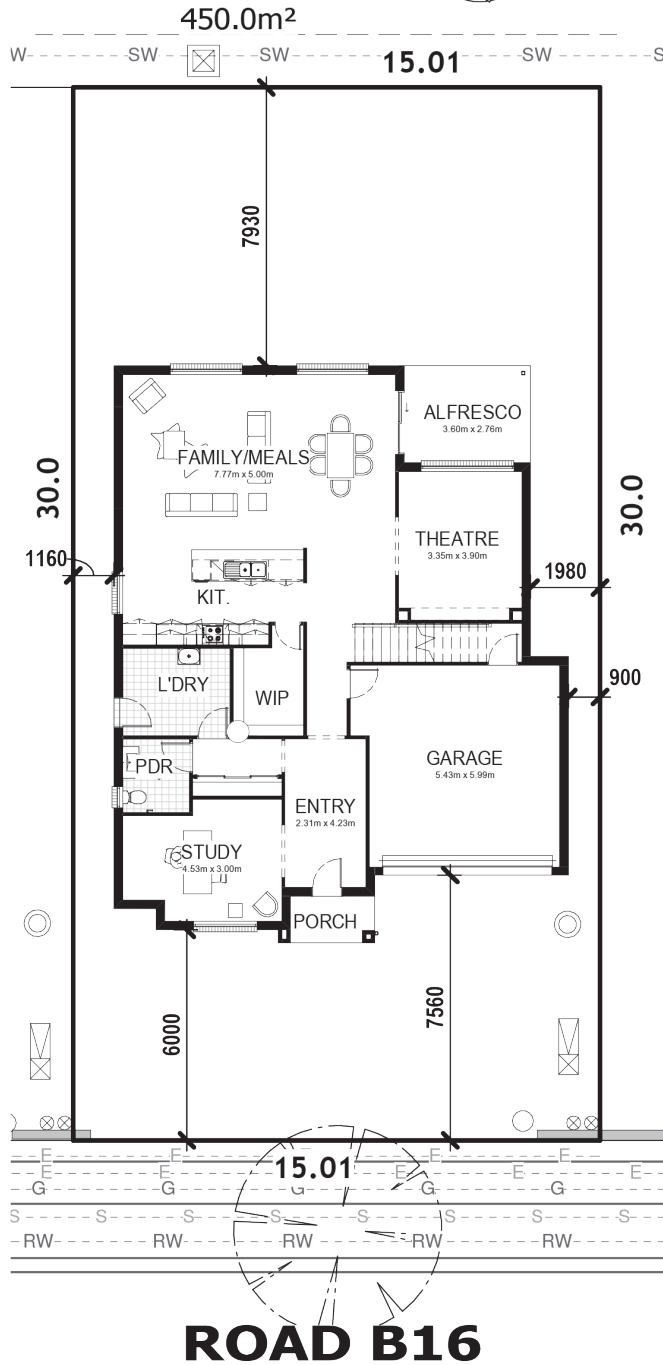 450.0m²
W SW SW SW S
15.01
7930
ALFRESCO
3.60m x 2.76m
FAMILY/MEALS
7.77m x 5.00m
30.0
30.0
THEATRE
3.35m x 3.90m
1160
1980
KIT.
L'DRY
WIP
900
PDR
GARAGE
5.43m x 5.99m
ENTRY
2.31m x 4.23m
STUDY
4.53m x 3.00m
PORCH
6000
7560
E E E
15.01
E E E E
G G G G G
S S S S S S S S
RW RW RW RW RW
ROAD B16